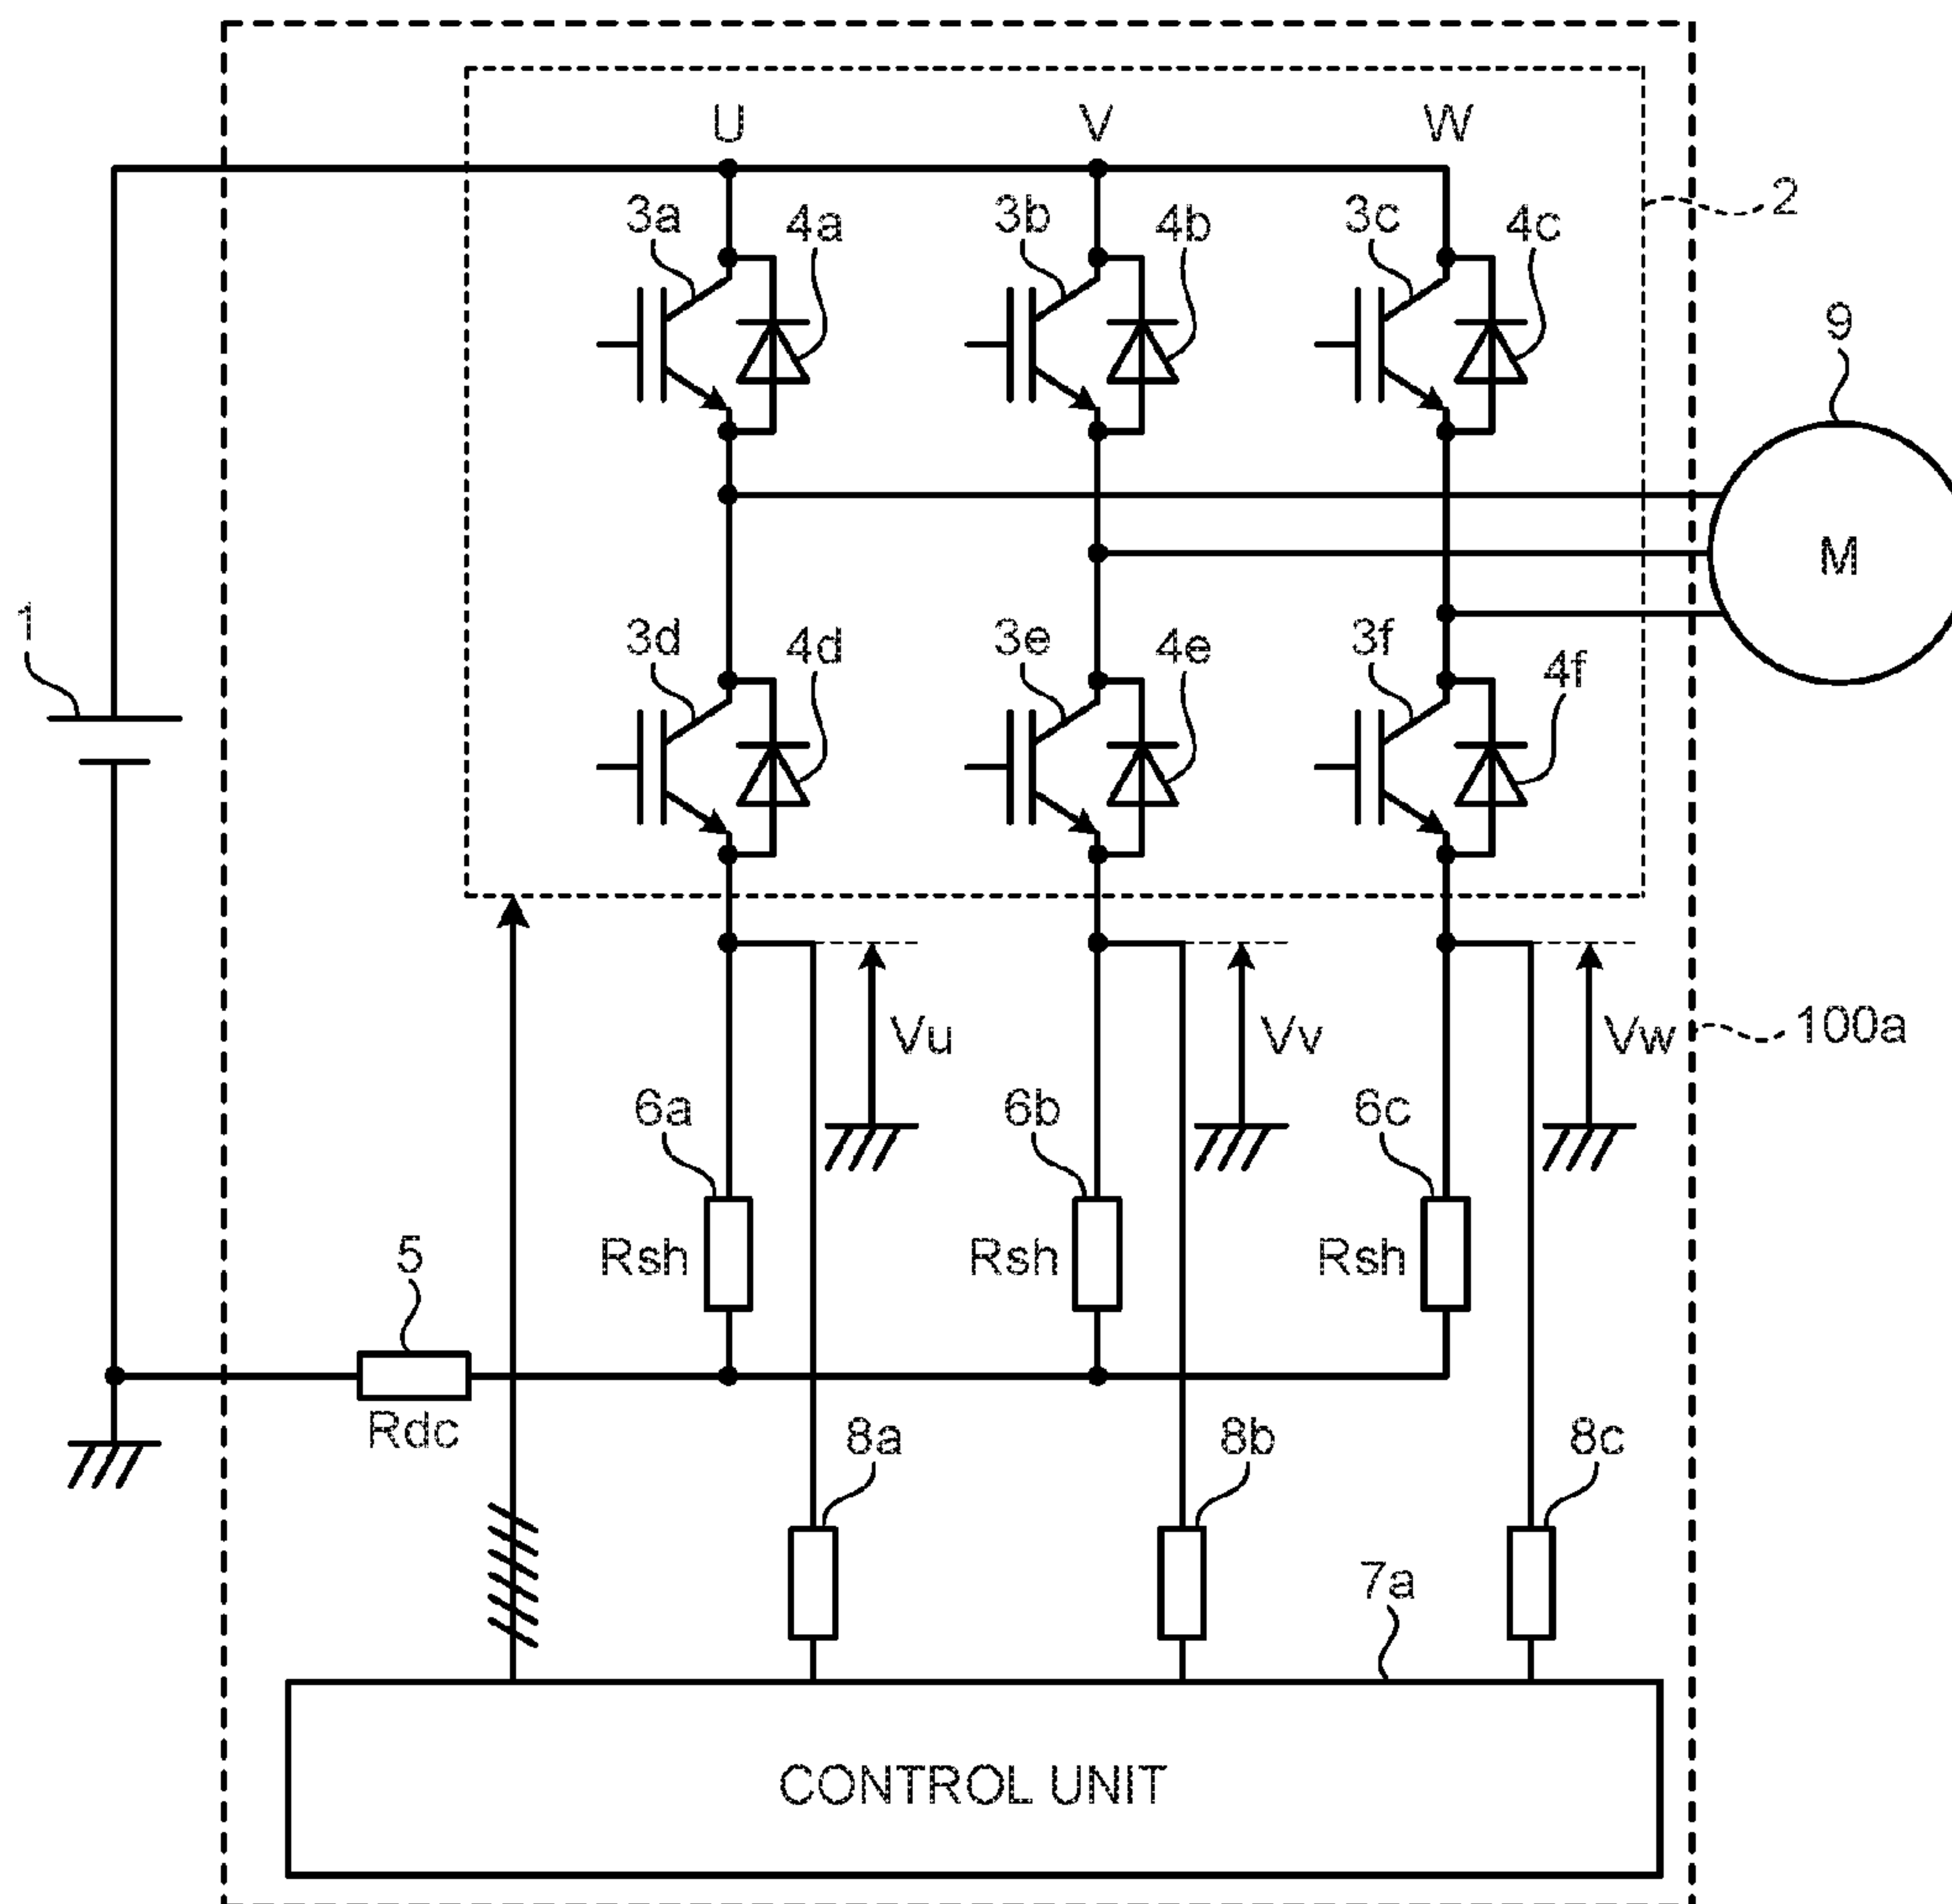 U V W
3a 4a 3b 4b 3c 4c 2
9
M
1
3d 4d 3e 4e 3f 4f
Vu Vv Vw 100a
6a 6b 6c
5 Rsh Rsh Rsh
Rdc
8a 8b 8c
7a
CONTROL UNIT